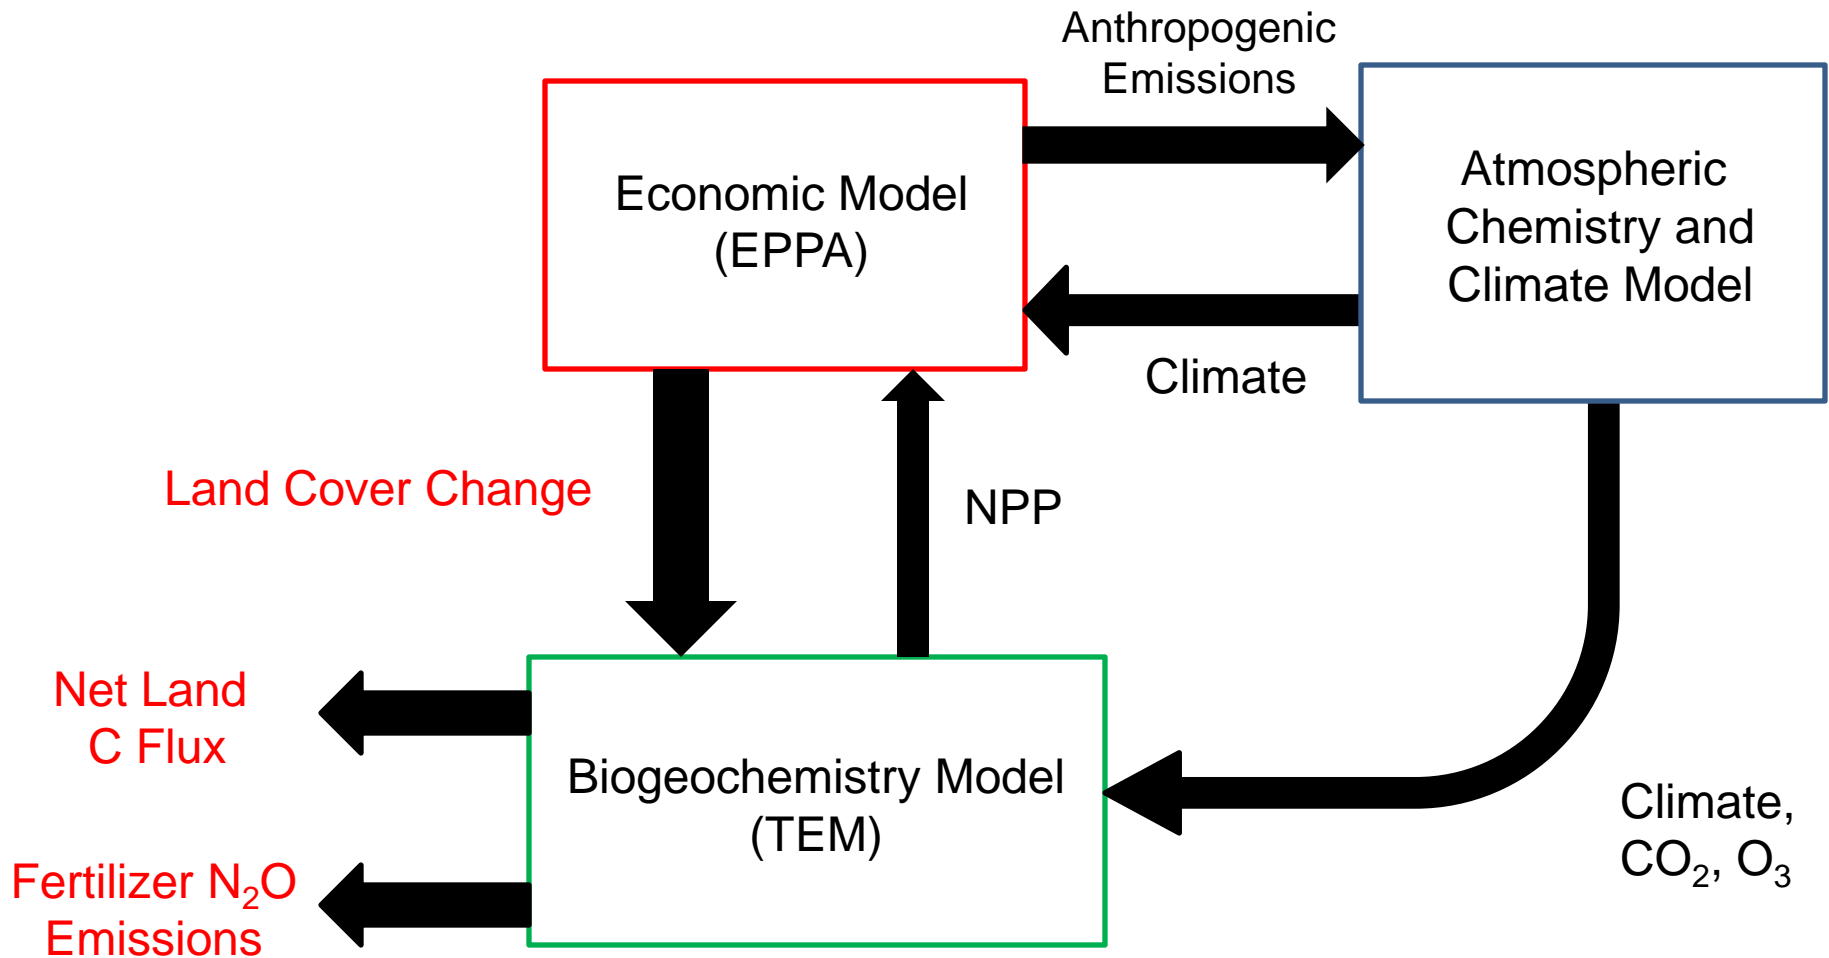 Anthropogenic
Emissions
Economic Model
(EPPA)
Atmospheric
Chemistry and
Climate Model
Climate
Land Cover Change
NPP
Net Land
C Flux
Biogeochemistry Model
(TEM)
Climate,
CO₂, O₃
Fertilizer N₂O
Emissions